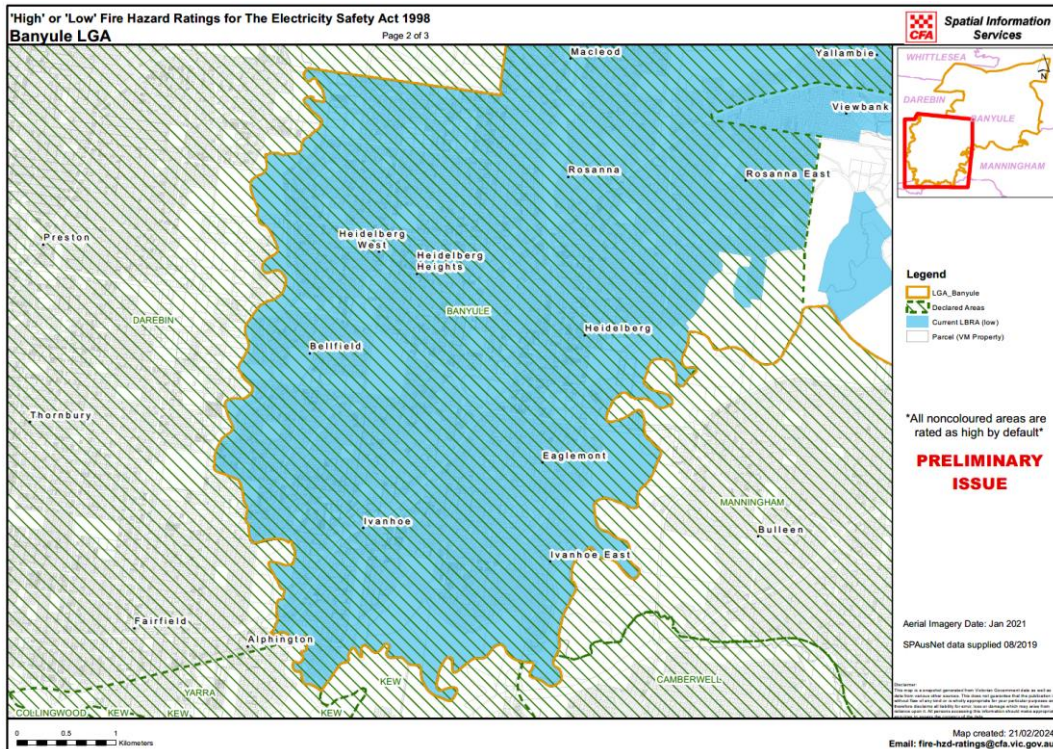 'High' or 'Low' Fire Hazard Ratings for The Electricity Safety Act 1998
Banyule LGA
Page 2 of 3
CFA
Spatial Information
Services
Macleod
Yallambie
Viewbank
Rosanna
Rosanna East
Preston
Heidelberg
West
Heidelberg
Heights
DAREBIN
BANYULE
Heidelberg
Bellfield
Thornbury
Eaglemont
MANNINGHAM
Ivanhoe
Bulleen
Ivanhoe East
Fairfield
Alphington
YARRA
KEW
CAMBERWELL
COLLINGWOOD
KEW
KEW
KEW
WHITTLESEA
N
DAREBIN
BANYULE
MANNINGHAM
Legend
LGA_Banyule
Declared Areas
Current LBRA (low)
Parcel (VM Property)
*All noncoloured areas are
rated as high by default*
PRELIMINARY
ISSUE
Aerial Imagery Date: Jan 2021
SPAusNet data supplied 08/2019
Disclaimer:
0 0.5 1
Kilometers
Map created: 21/02/2024
Email: fire-hzd-ratings@cfa.vic.gov.au